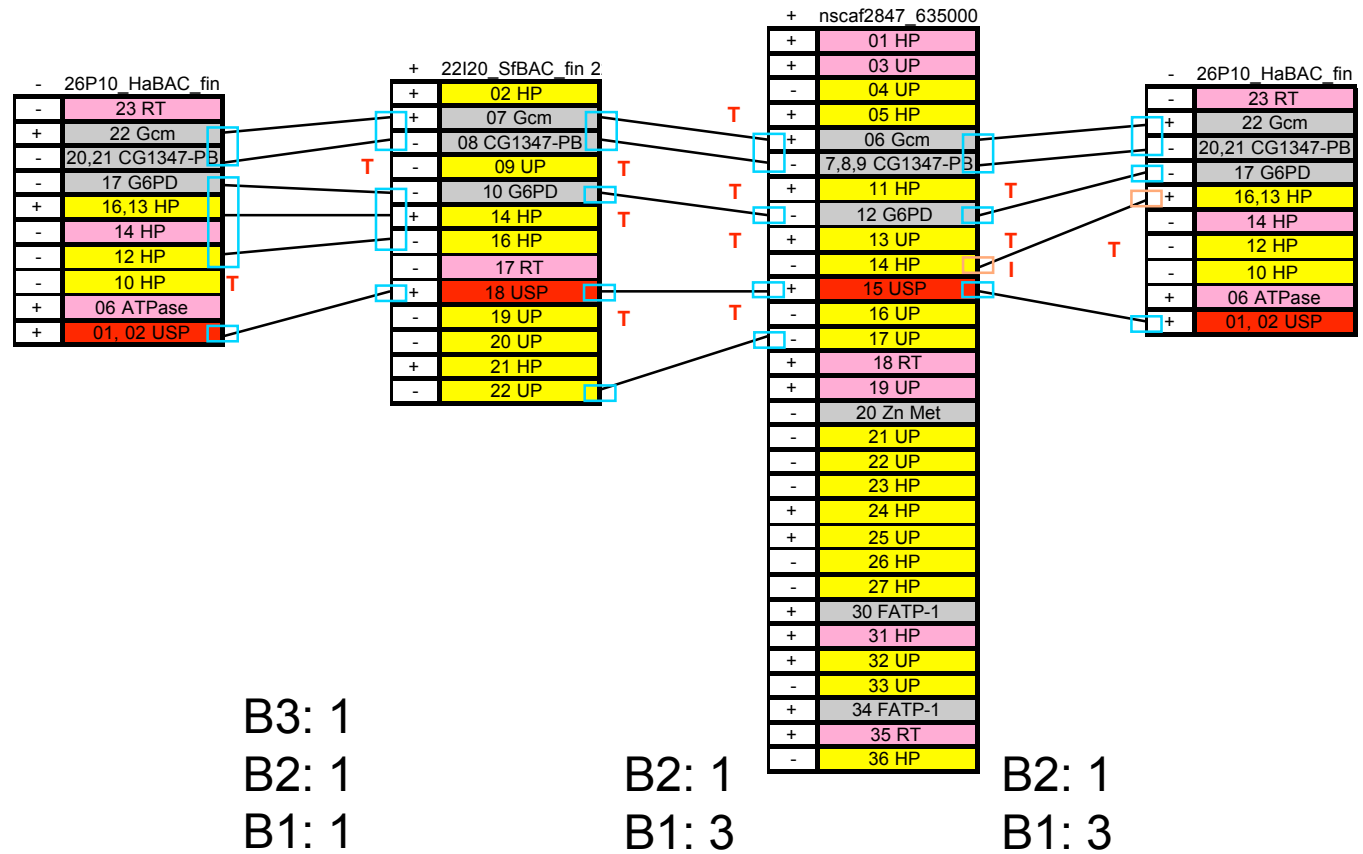 - 26P10_HaBAC_fin
- 23 RT
+ 22 Gcm
- 20,21 CG1347-PB
- 17 G6PD
+ 16,13 HP
- 14 HP
- 12 HP
- 10 HP
+ 06 ATPase
+ 01, 02 USP
T
+ 22I20_SfBAC_fin 2
+ 02 HP
+ 07 Gcm
- 08 CG1347-PB
T - 09 UP T
- 10 G6PD
+ 14 HP T
- 16 HP
- 17 RT
+ 18 USP
- 19 UP T
- 20 UP
+ 21 HP
- 22 UP
+ nscaf2847_635000
+ 01 HP
+ 03 UP
- 04 UP
T + 05 HP
+ 06 Gcm
- 7,8,9 CG1347-PB
T + 11 HP T
- 12 G6PD
T + 13 UP T
- 14 HP I
+ 15 USP
T - 16 UP
- 17 UP
+ 18 RT
+ 19 UP
- 20 Zn Met
- 21 UP
- 22 UP
- 23 HP
+ 24 HP
+ 25 UP
- 26 HP
- 27 HP
+ 30 FATP-1
+ 31 HP
+ 32 UP
- 33 UP
+ 34 FATP-1
+ 35 RT
- 36 HP
- 26P10_HaBAC_fin
- 23 RT
+ 22 Gcm
- 20,21 CG1347-PB
- 17 G6PD
+ 16,13 HP
- 14 HP
T - 12 HP
- 10 HP
+ 06 ATPase
+ 01, 02 USP
B3: 1
B2: 1
B1: 1
B2: 1
B1: 3
B2: 1
B1: 3